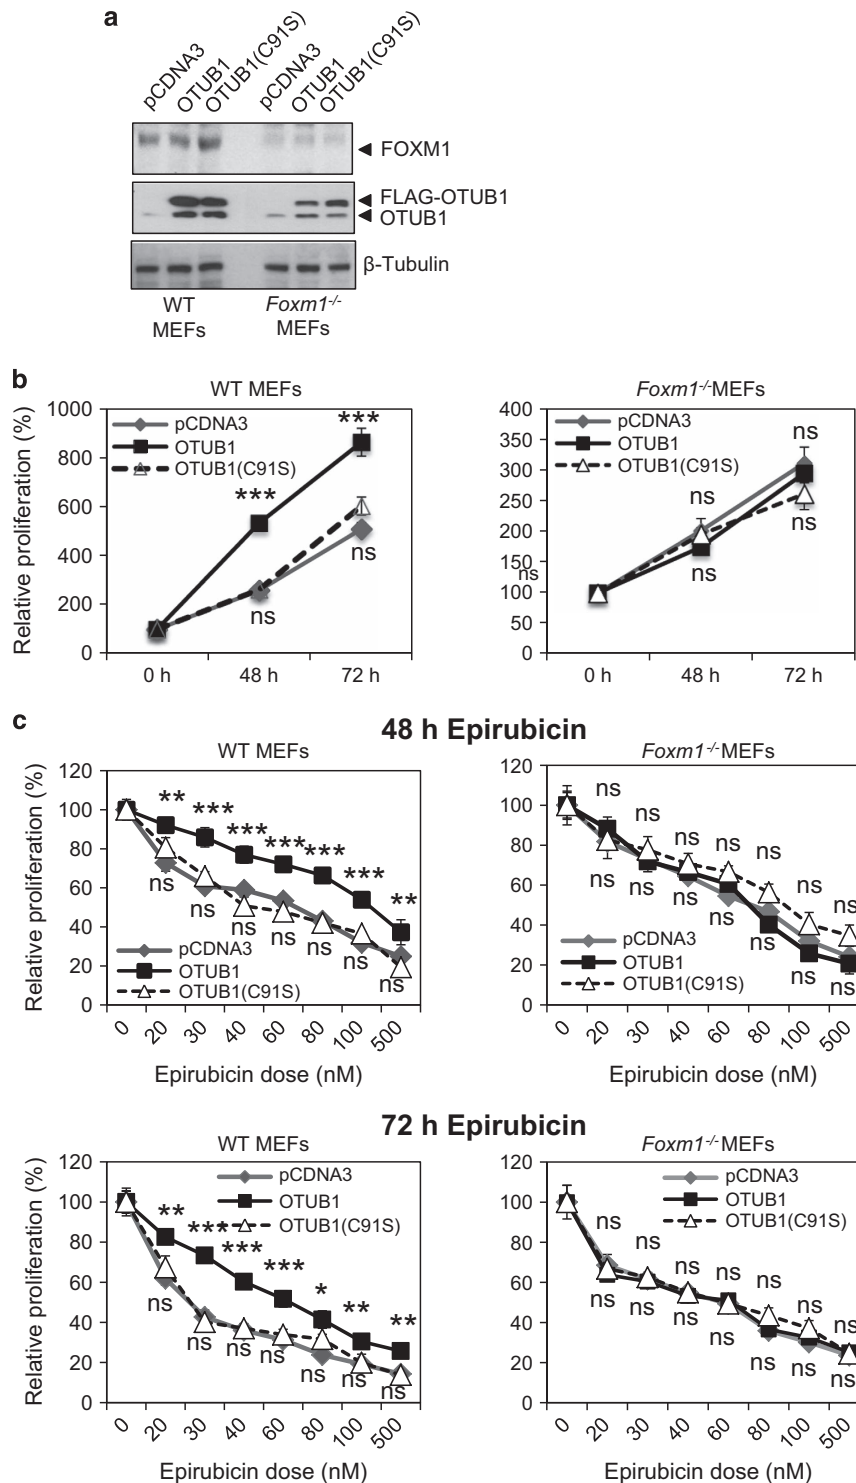 a
pCDNA3 OTUB1 OTUB1(C91S) pCDNA3 OTUB1 OTUB1(C91S)
FOXM1
FLAG-OTUB1
OTUB1
β-Tubulin
WT MEFs
Foxm1-/- MEFs
b
WT MEFs
Relative proliferation (%)
1000
800
600
400
200
0
pCDNA3
OTUB1
OTUB1(C91S)
***
***
ns
ns
0 h 48 h 72 h
Foxm1-/-MEFs
400
350
300
250
200
150
ns
100
50
0
pCDNA3
OTUB1
OTUB1(C91S)
ns
ns
ns
ns
0 h 48 h 72 h
c
48 h Epirubicin
WT MEFs
Relative proliferation (%)
120
100
80
60
40
20
0
** *** *** *** *** *** **
ns ns ns ns ns ns ns
pCDNA3
OTUB1
OTUB1(C91S)
0 20 30 40 60 80 100 500
Epirubicin dose (nM)
Foxm1-/-MEFs
120
100
80
60
40
20
0
ns ns ns ns ns ns ns
ns ns ns ns ns ns ns
pCDNA3
OTUB1
OTUB1(C91S)
0 20 30 40 60 80 100 500
Epirubicin dose (nM)
72 h Epirubicin
WT MEFs
Relative proliferation (%)
120
100
80
60
40
20
0
pCDNA3
OTUB1
OTUB1(C91S)
** *** *** *** * ** **
ns ns ns ns ns ns ns
0 20 30 40 60 80 100 500
Epirubicin dose (nM)
Foxm1-/-MEFs
120
100
80
60
40
20
0
pCDNA3
OTUB1
OTUB1(C91S)
ns ns ns ns ns ns ns
ns ns ns ns ns ns ns
0 20 30 40 60 80 100 500
Epirubicin dose (nM)